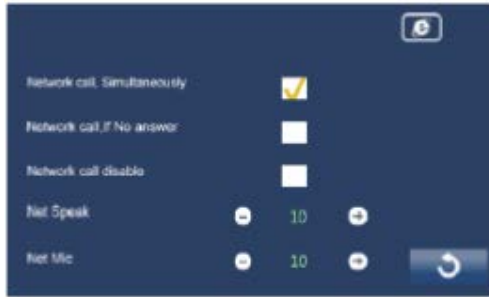 Network call, Simultaneously
Network call,If No answer
Network call disable
Net Speak 10
Net Mic 10